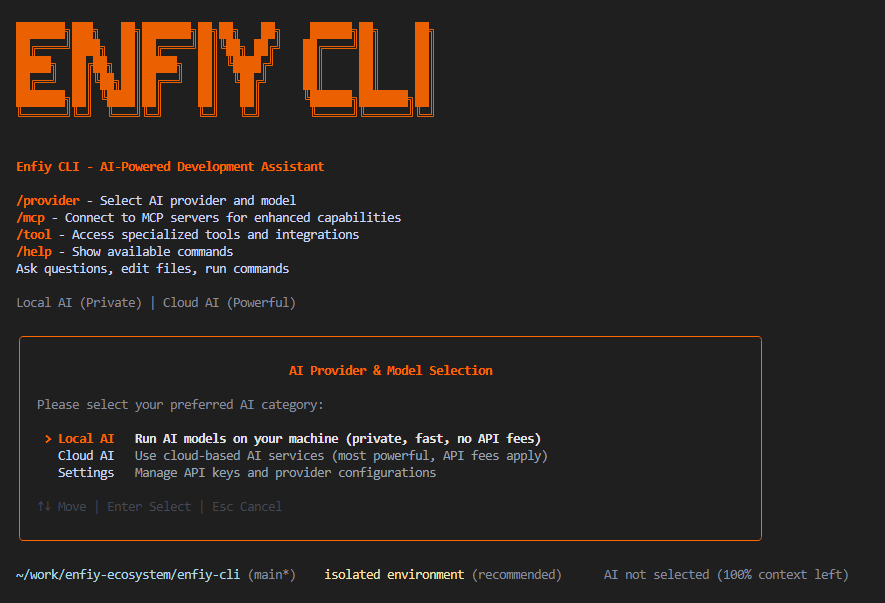 ENFIY CLI
Enfiy CLI - AI-Powered Development Assistant
/provider - Select AI provider and model
/mcp - Connect to MCP servers for enhanced capabilities
/tool - Access specialized tools and integrations
/help - Show available commands
Ask questions, edit files, run commands
Local AI (Private) | Cloud AI (Powerful)
AI Provider & Model Selection
Please select your preferred AI category:
> Local AI Run AI models on your machine (private, fast, no API fees)
Cloud AI Use cloud-based AI services (most powerful, API fees apply)
Settings Manage API keys and provider configurations
↑↓ Move | Enter Select | Esc Cancel
~/work/enfiy-ecosystem/enfiy-cli (main*) isolated environment (recommended) AI not selected (100% context left)